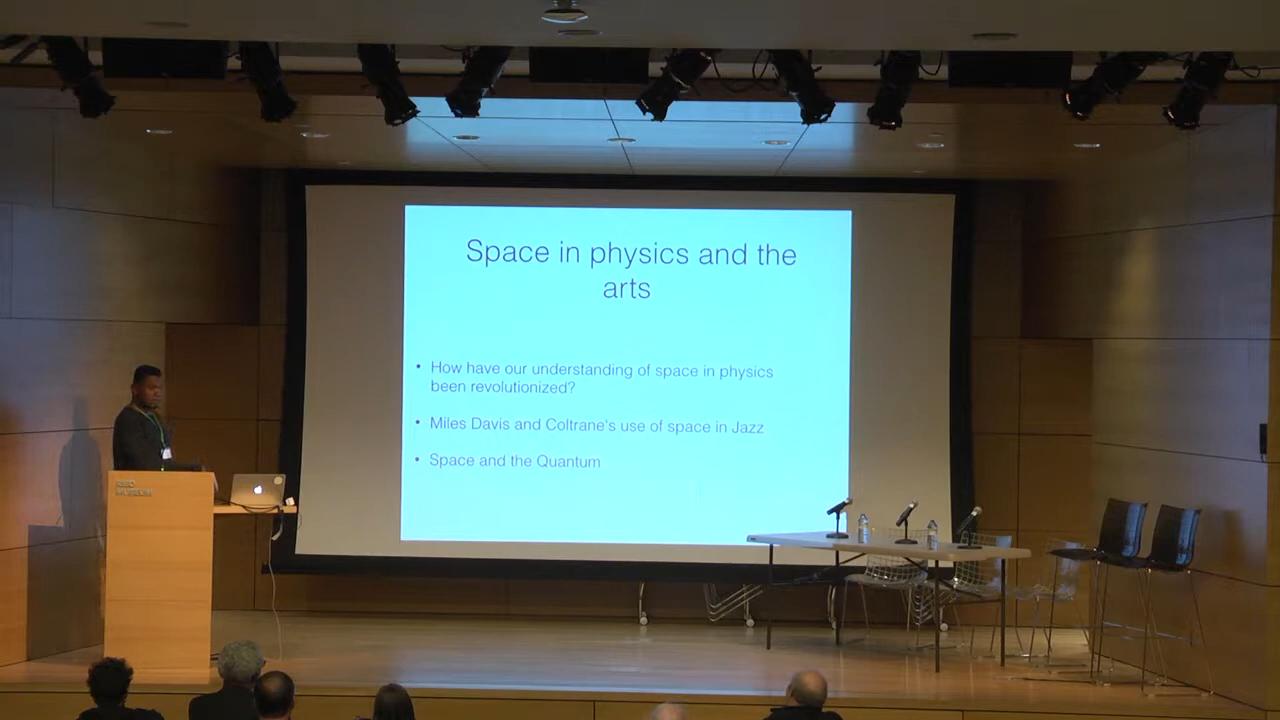 Space in physics and the
arts
• How have our understanding of space in physics
been revolutionized?
• Miles Davis and Coltrane's use of space in Jazz
• Space and the Quantum
MUSEUM